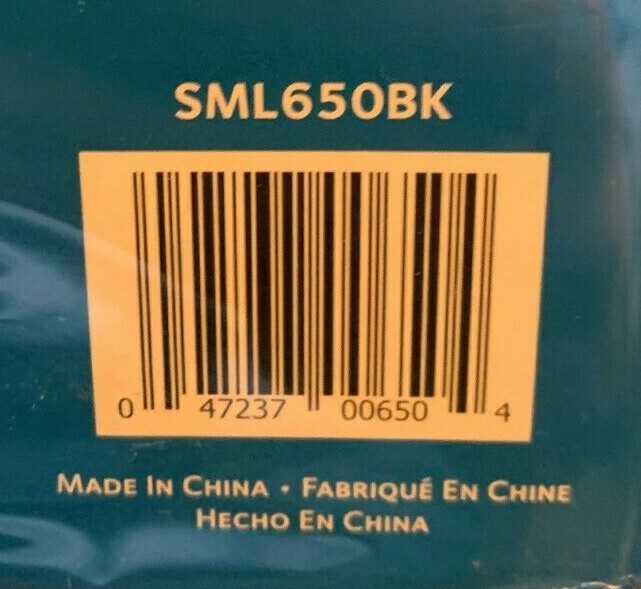 SML650BK
0 47237 00650 4
MADE IN CHINA • FABRIQUÉ EN CHINE
HECHO EN CHINA